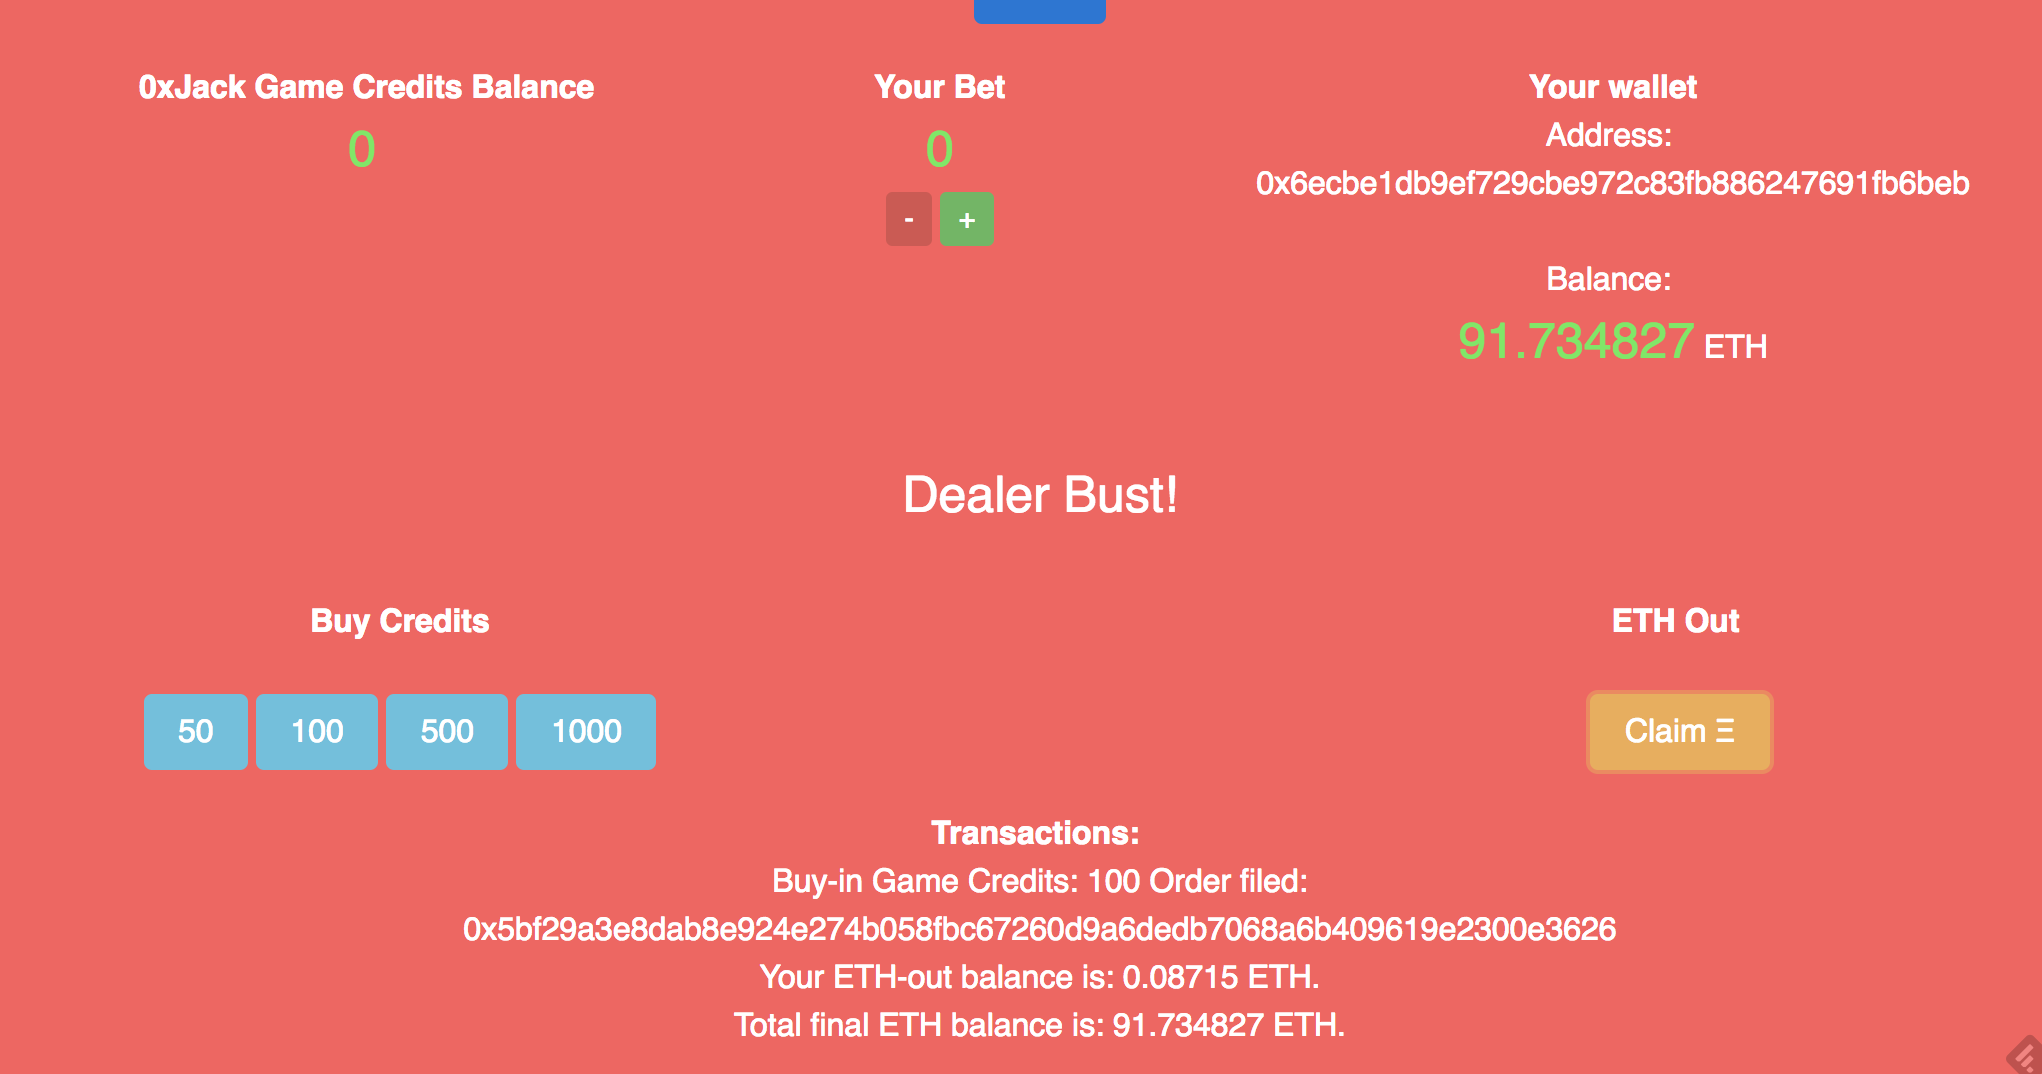 0xJack Game Credits Balance
0
Your Bet
0
- +
Your wallet
Address:
0x6ecbe1db9ef729cbe972c83fb886247691fb6beb
Balance:
91.734827 ETH
Dealer Bust!
Buy Credits
50 100 500 1000
ETH Out
Claim Ξ
Transactions:
Buy-in Game Credits: 100 Order filed:
0x5bf29a3e8dab8e924e274b058fbc67260d9a6dedb7068a6b409619e2300e3626
Your ETH-out balance is: 0.08715 ETH.
Total final ETH balance is: 91.734827 ETH.